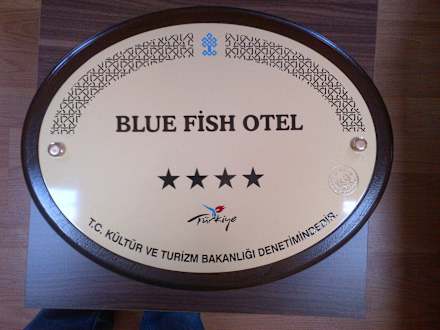 BLUE FİSH OTEL
★★★★
Türkiye
T.C. KÜLTÜR VE TURİZM BAKANLIĞI DENETİMİNDEDİR.